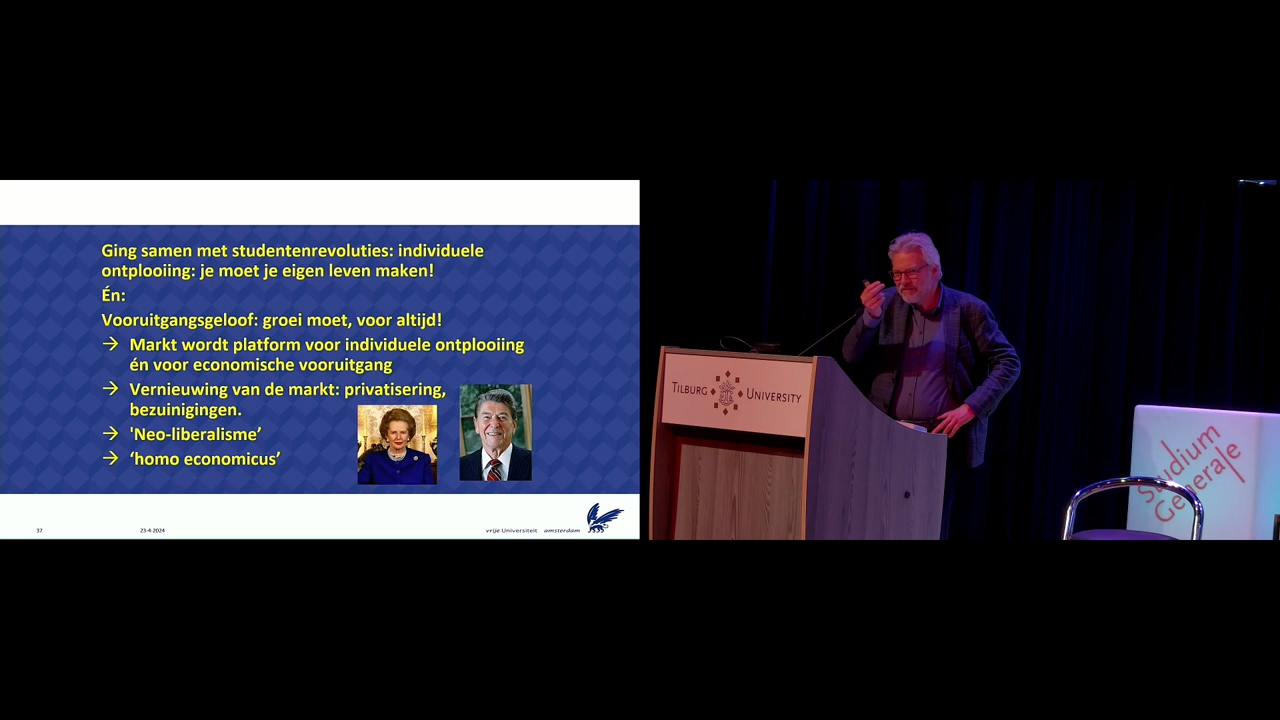 Ging samen met studentenrevoluties: individuele
ontplooiing: je moet je eigen leven maken!
Én:
Vooruitgangsgeloof: groei moet, voor altijd!
→ Markt wordt platform voor individuele ontplooiing
én voor economische vooruitgang
→ Vernieuwing van de markt: privatisering,
bezuinigingen.
→ 'Neo-liberalisme’
→ ‘homo economicus’
37
23-4-2024
vrije Universiteit amsterdam
TILBURG UNIVERSITY
Studium
Generale